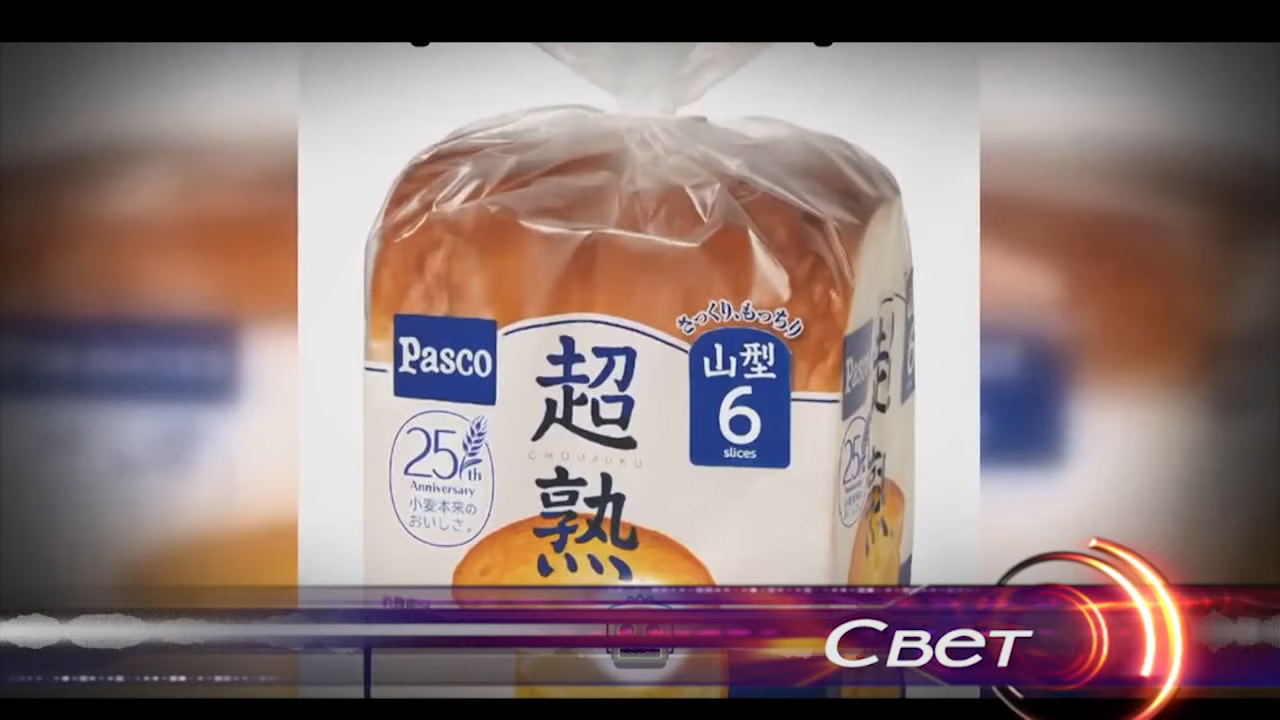 さっくり、もっちり
Pasco
超熟
CHOUJUKU
山型
6
slices
25th
Anniversary
小麦本来の
おいしさ。
Свет